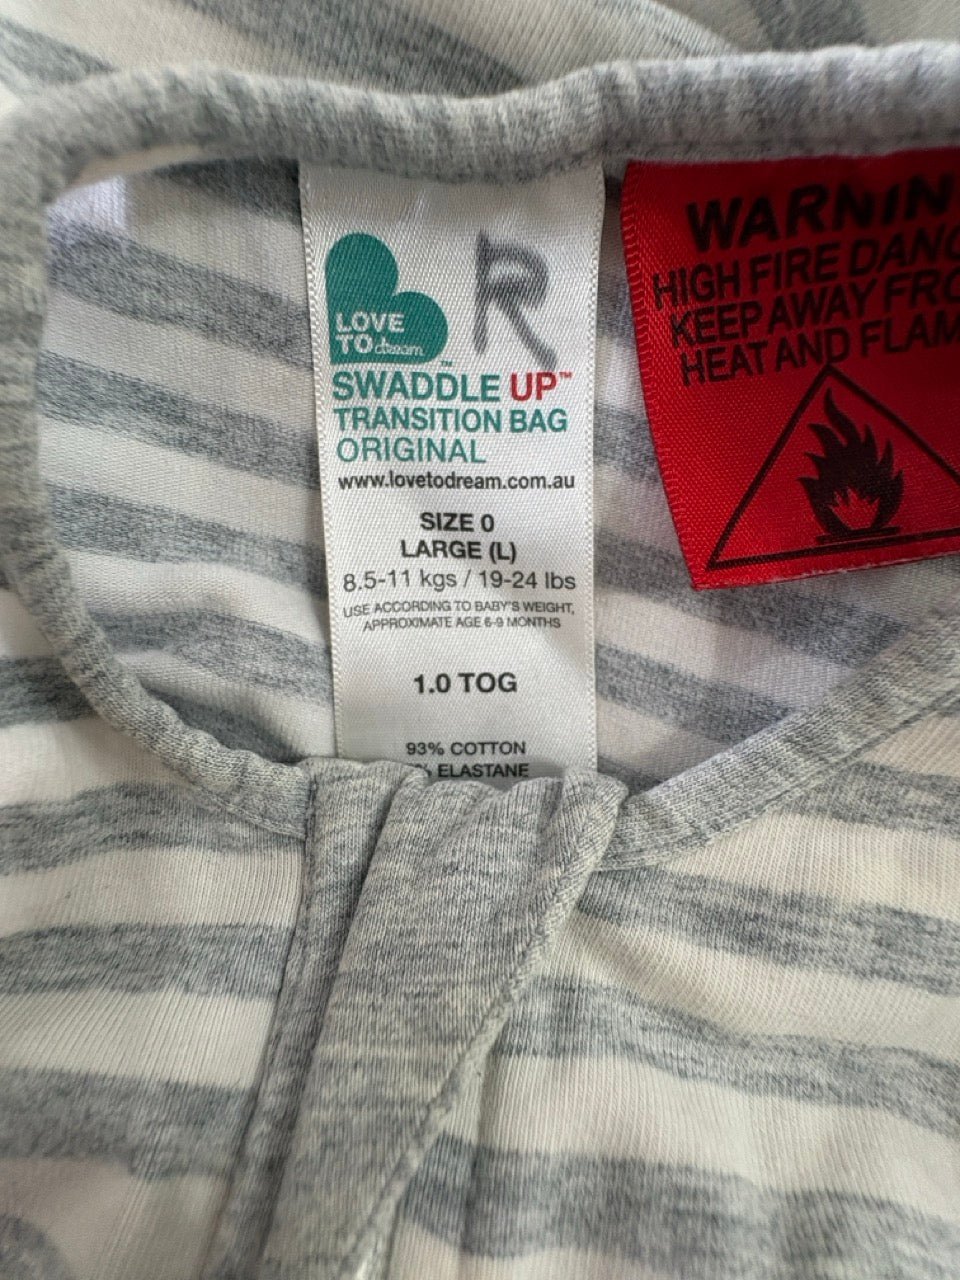 R
LOVE
TO dream™
SWADDLE UP™
TRANSITION BAG
ORIGINAL
www.lovetodream.com.au
SIZE 0
LARGE (L)
8.5-11 kgs / 19-24 lbs
USE ACCORDING TO BABY'S WEIGHT,
APPROXIMATE AGE 6-9 MONTHS
1.0 TOG
93% COTTON
% ELASTANE
WARNIN
HIGH FIRE DANG
KEEP AWAY FRO
HEAT AND FLAM